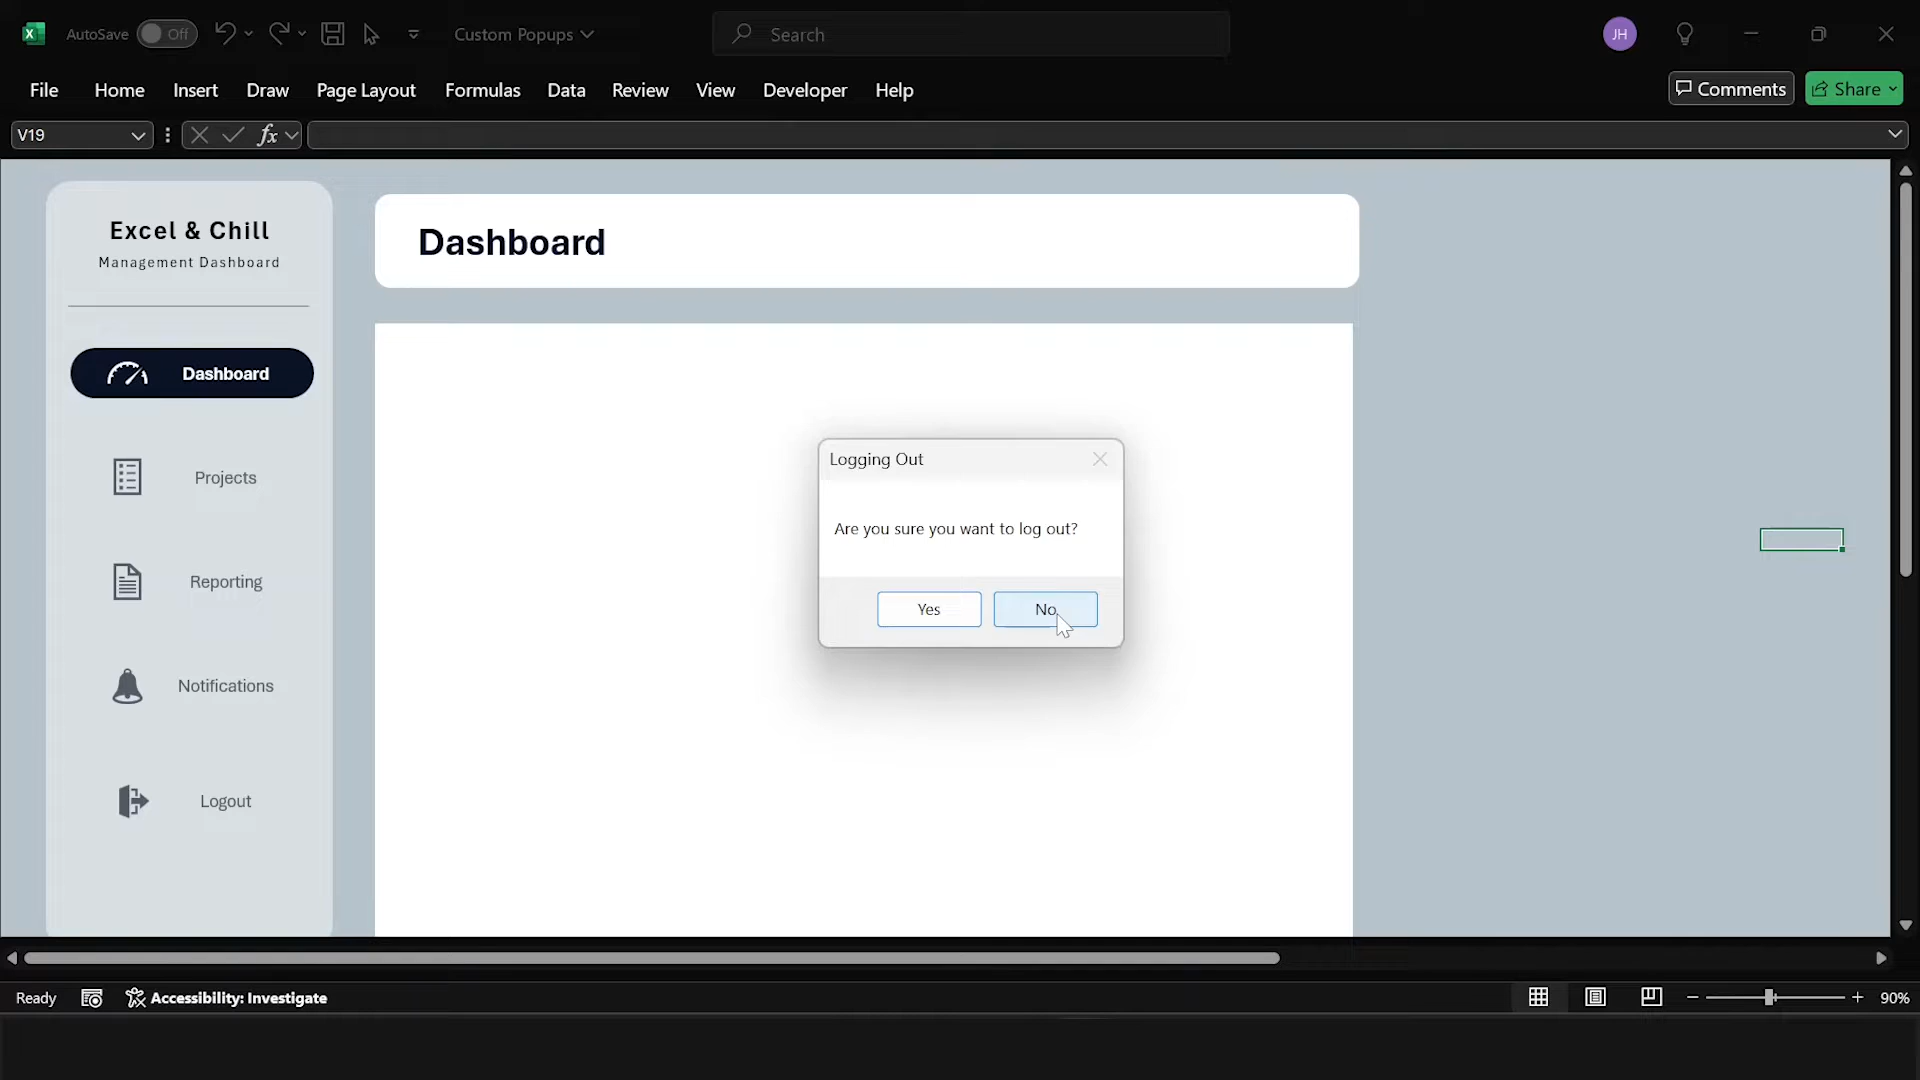 AutoSave Off Custom Popups Search JH
File Home Insert Draw Page Layout Formulas Data Review View Developer Help Comments Share
V19 fx
Excel & Chill
Management Dashboard
Dashboard
Dashboard
Projects
Reporting
Notifications
Logout
Logging Out
Are you sure you want to log out?
Yes No
Ready Accessibility: Investigate 90%